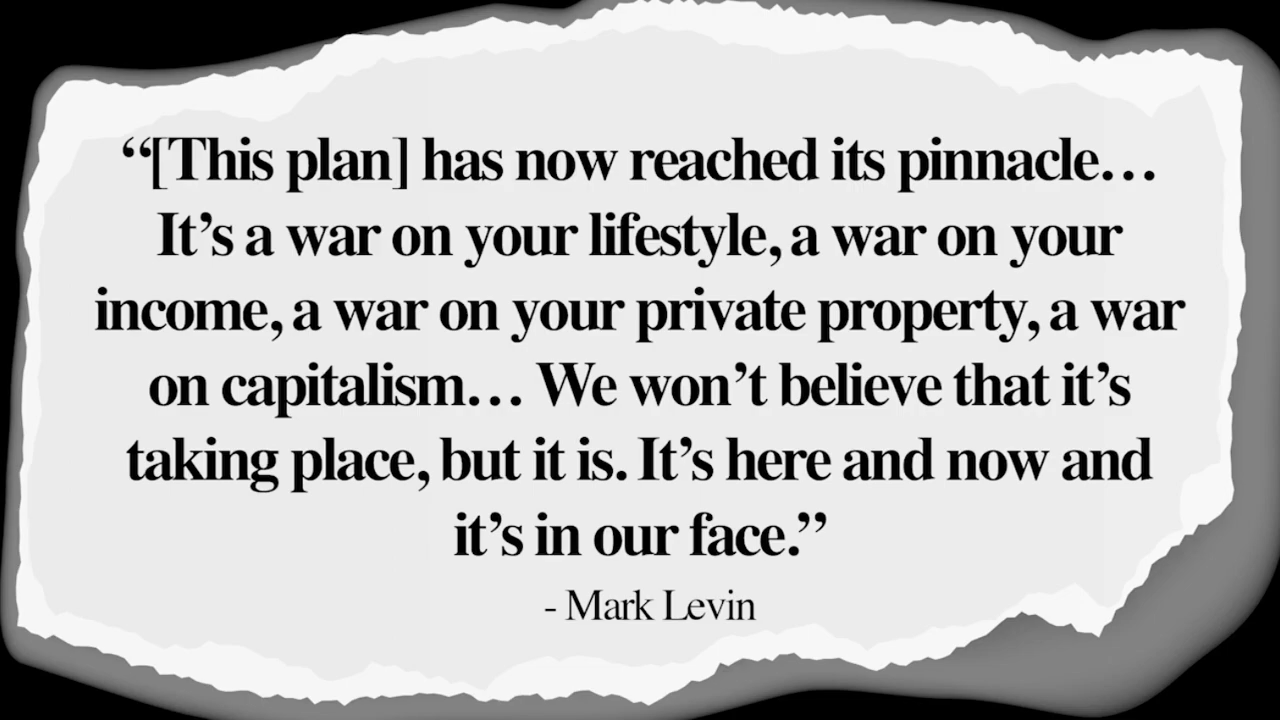 “[This plan] has now reached its pinnacle…
It’s a war on your lifestyle, a war on your
income, a war on your private property, a war
on capitalism… We won’t believe that it’s
taking place, but it is. It’s here and now and
it’s in our face.”
- Mark Levin